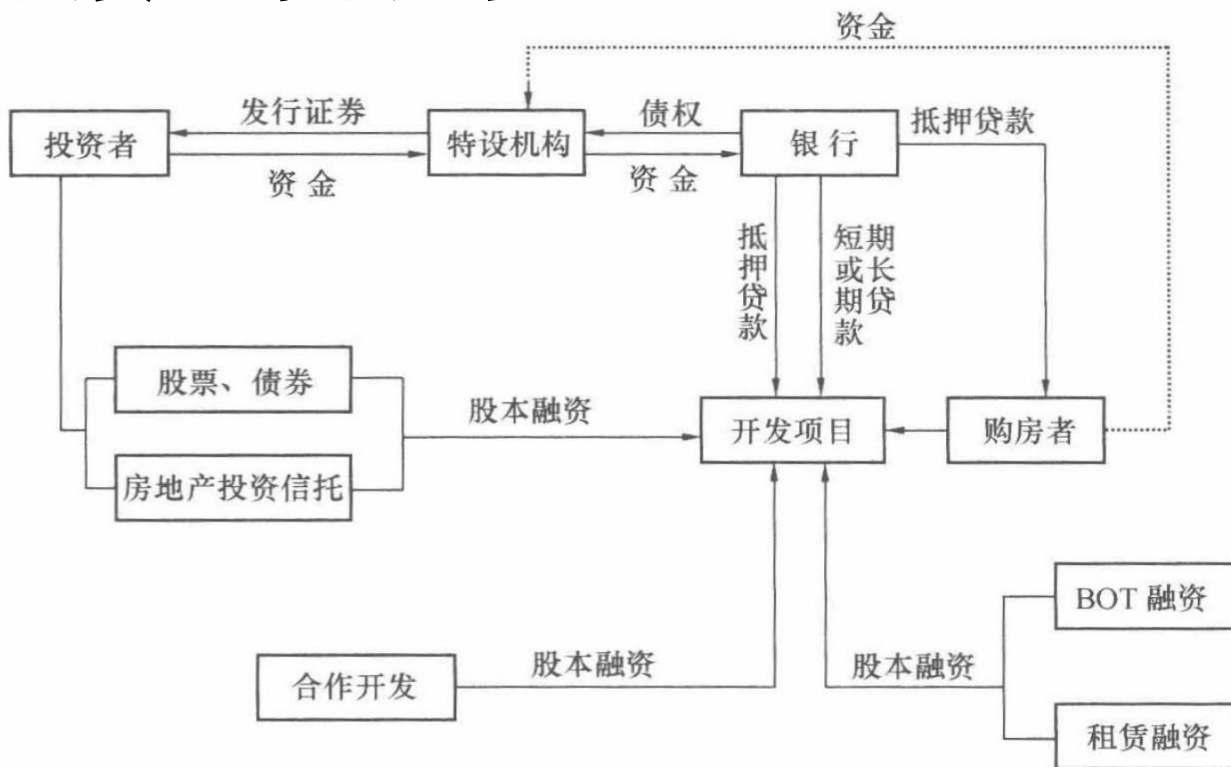 资金
投资者
发行证券
资 金
特设机构
债权
资 金
银 行
抵押贷款
抵押贷款
短期或长期贷款
股票、债券
房地产投资信托
股本融资
开发项目
购房者
合作开发
股本融资
股本融资
BOT 融资
租赁融资